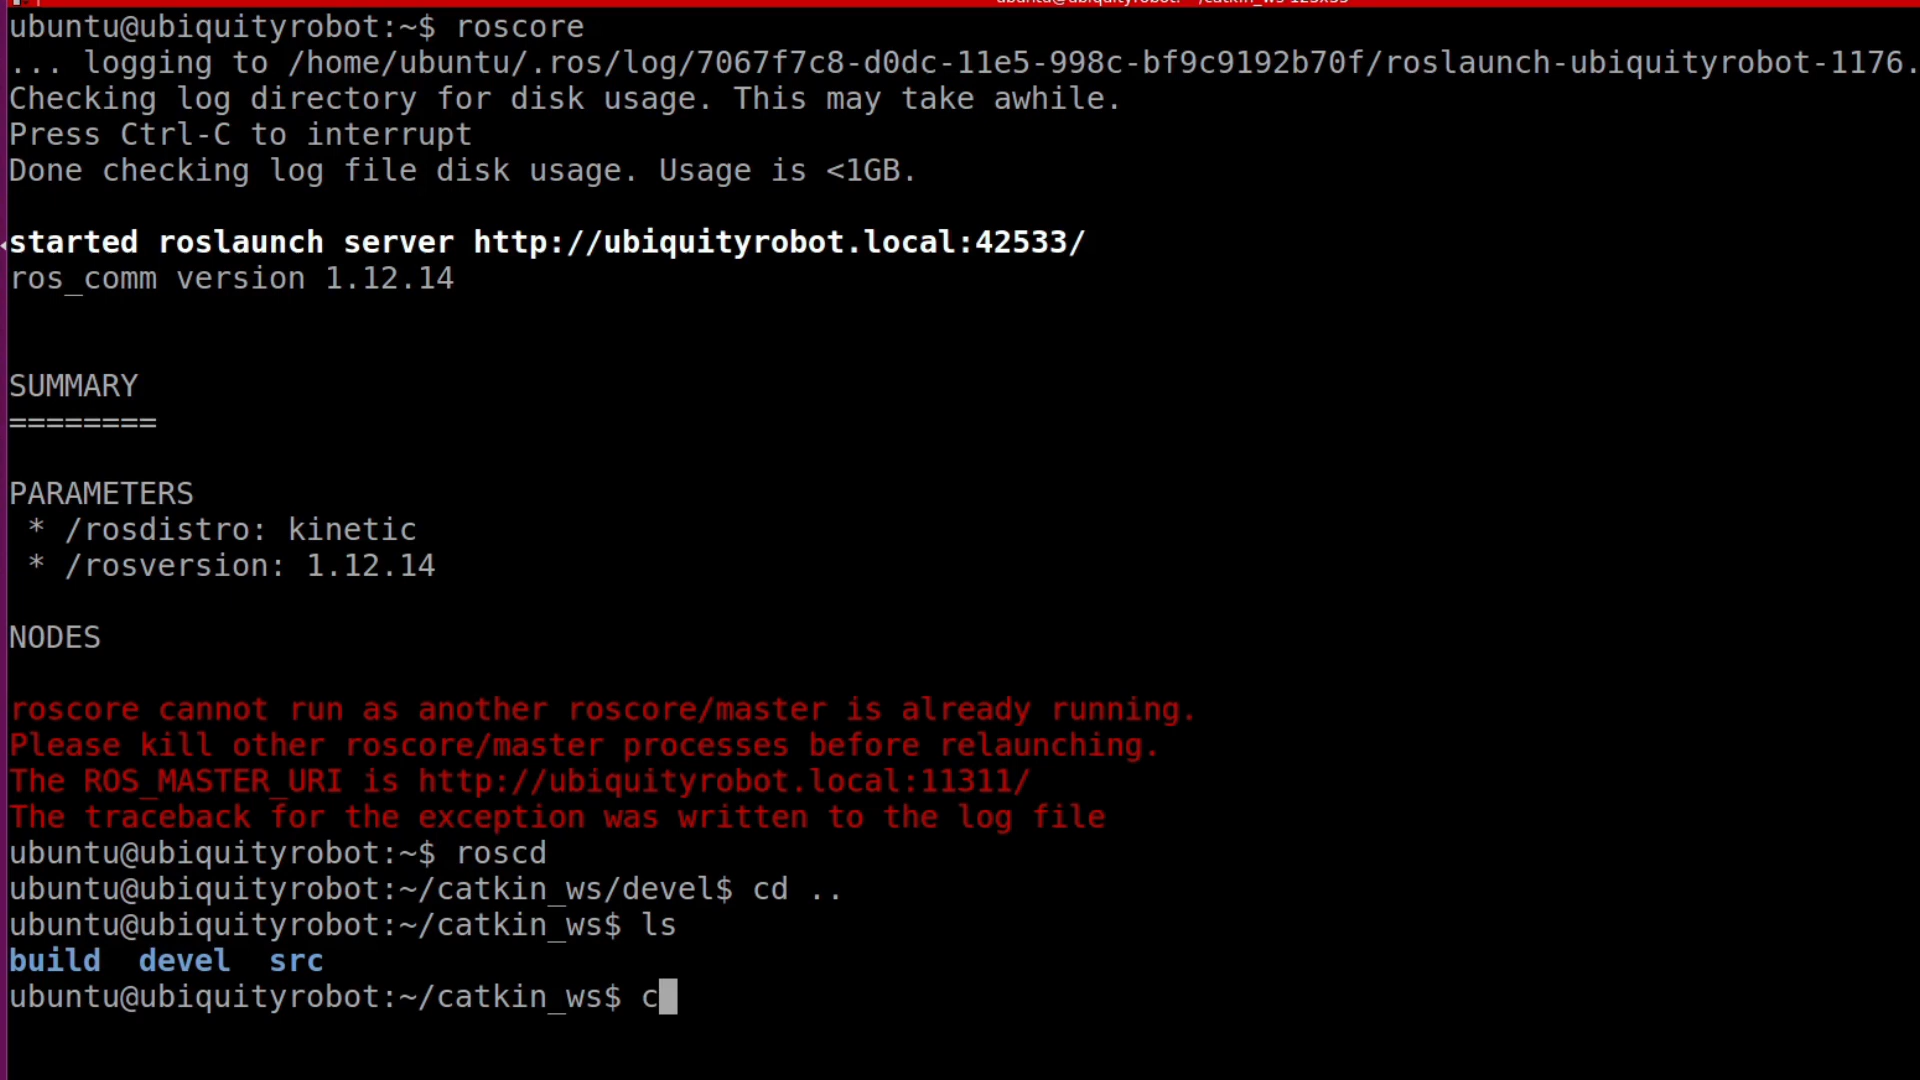 ubuntu@ubiquityrobot: ~/catkin_ws 123x33
ubuntu@ubiquityrobot:~$ roscore
... logging to /home/ubuntu/.ros/log/7067f7c8-d0dc-11e5-998c-bf9c9192b70f/roslaunch-ubiquityrobot-1176.
Checking log directory for disk usage. This may take awhile.
Press Ctrl-C to interrupt
Done checking log file disk usage. Usage is <1GB.
started roslaunch server http://ubiquityrobot.local:42533/
ros_comm version 1.12.14
SUMMARY
========
PARAMETERS
* /rosdistro: kinetic
* /rosversion: 1.12.14
NODES
roscore cannot run as another roscore/master is already running.
Please kill other roscore/master processes before relaunching.
The ROS_MASTER_URI is http://ubiquityrobot.local:11311/
The traceback for the exception was written to the log file
ubuntu@ubiquityrobot:~$ roscd
ubuntu@ubiquityrobot:~/catkin_ws/devel$ cd ..
ubuntu@ubiquityrobot:~/catkin_ws$ ls
build  devel  src
ubuntu@ubiquityrobot:~/catkin_ws$ c